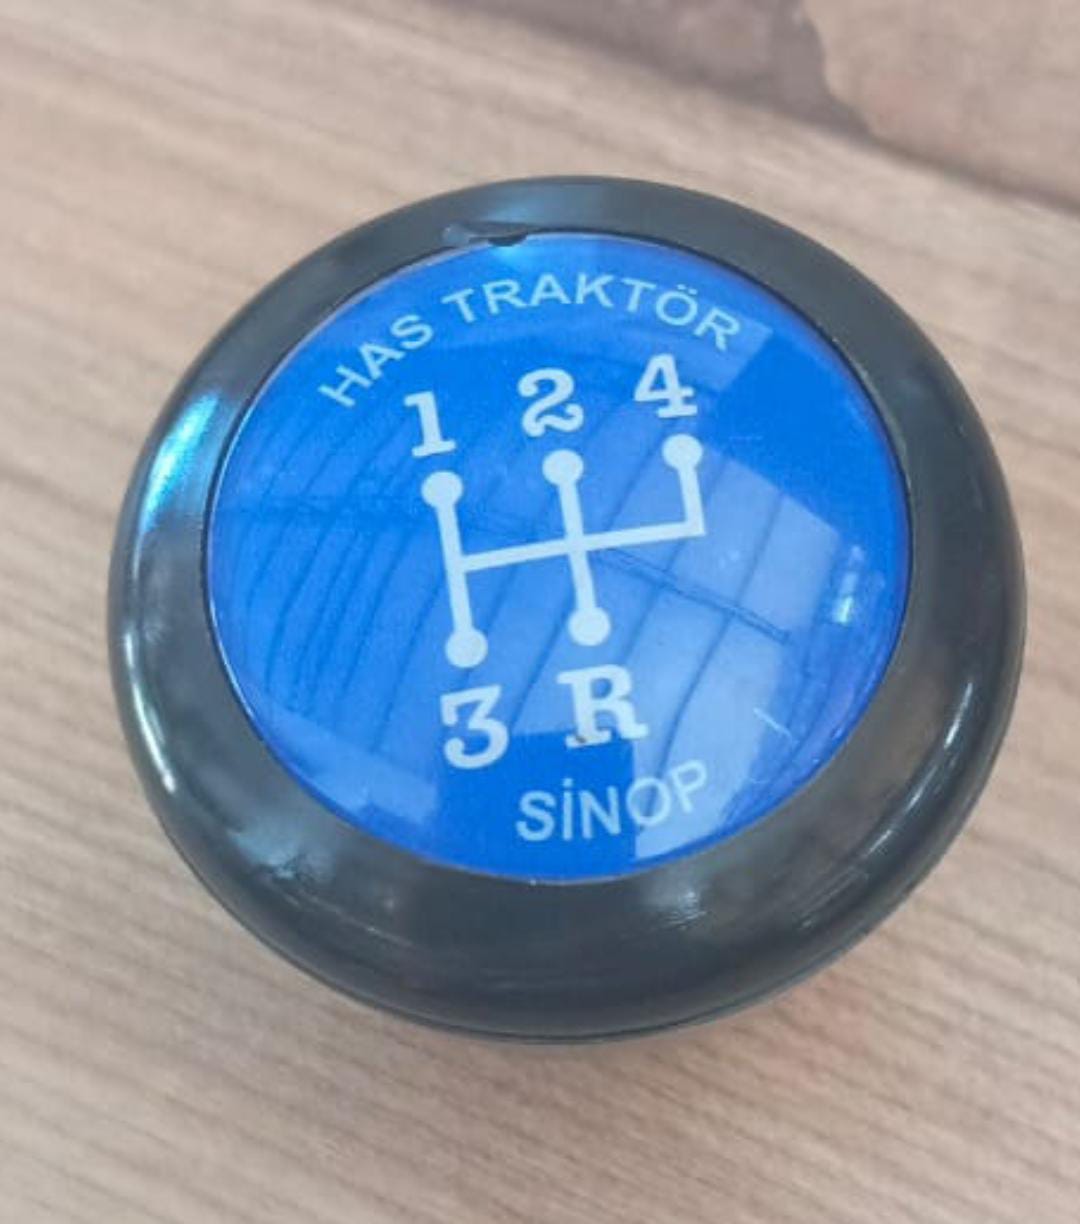 HAS TRAKTÖR
1 2 4
3 R
SİNOP